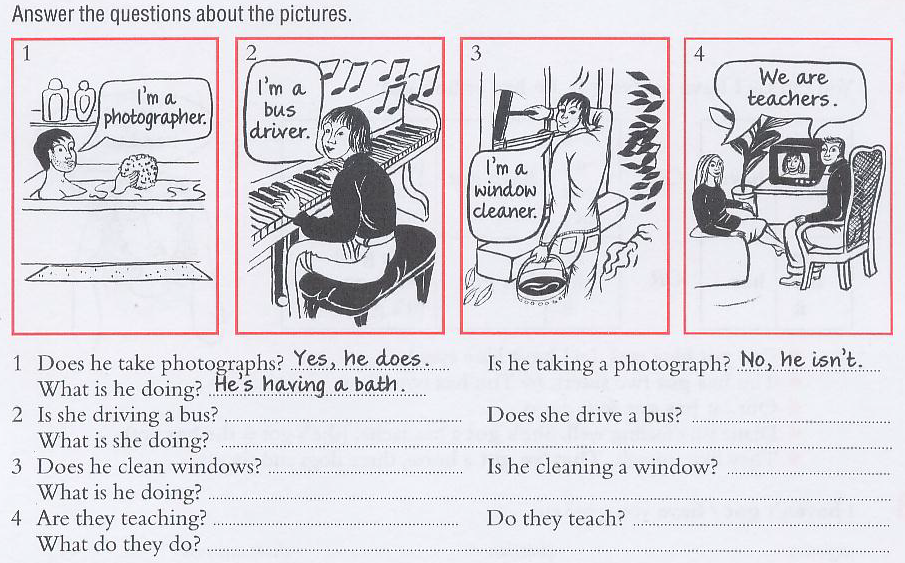 Answer the questions about the pictures.
1
I'm a
photographer.
2
I'm a
bus
driver.
3
I'm a
window
cleaner.
4
We are
teachers.
1 Does he take photographs? Yes, he does. Is he taking a photograph? No, he isn't.
What is he doing? He's having a bath.
2 Is she driving a bus? Does she drive a bus?
What is she doing?
3 Does he clean windows? Is he cleaning a window?
What is he doing?
4 Are they teaching? Do they teach?
What do they do?